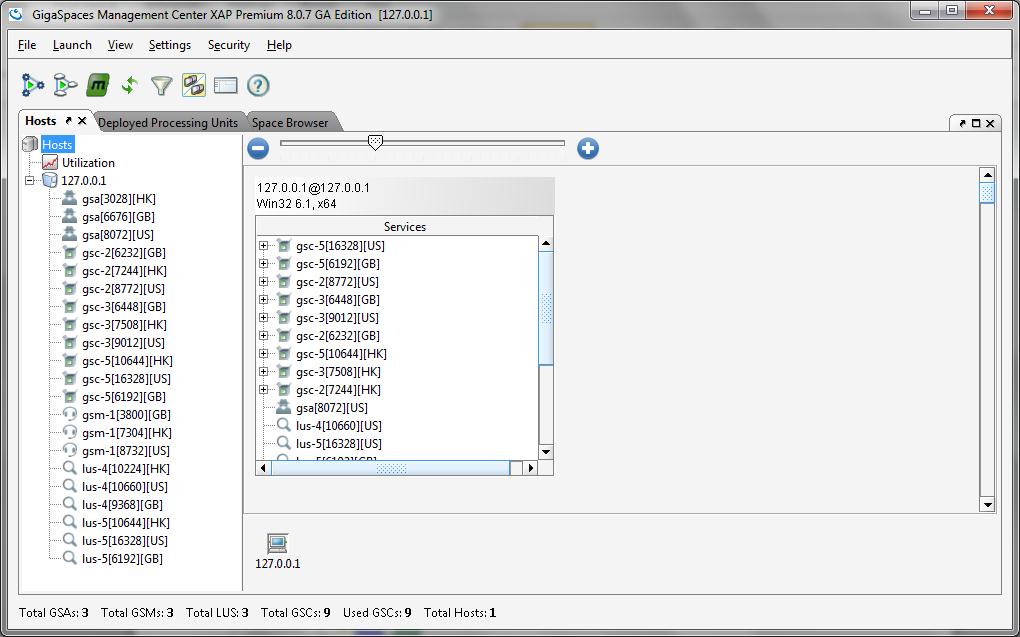 GigaSpaces Management Center XAP Premium 8.0.7 GA Edition [127.0.0.1]
File Launch View Settings Security Help
m ?
Hosts Deployed Processing Units Space Browser
Hosts
Utilization
127.0.0.1
gsa[3028][HK]
gsa[6676][GB]
gsa[8072][US]
gsc-2[6232][GB]
gsc-2[7244][HK]
gsc-2[8772][US]
gsc-3[6448][GB]
gsc-3[7508][HK]
gsc-3[9012][US]
gsc-5[10644][HK]
gsc-5[16328][US]
gsc-5[6192][GB]
gsm-1[3800][GB]
gsm-1[7304][HK]
gsm-1[8732][US]
lus-4[10224][HK]
lus-4[10660][US]
lus-4[9368][GB]
lus-5[10644][HK]
lus-5[16328][US]
lus-5[6192][GB]
127.0.0.1@127.0.0.1
Win32 6.1, x64
Services
gsc-5[16328][US]
gsc-5[6192][GB]
gsc-2[8772][US]
gsc-3[6448][GB]
gsc-3[9012][US]
gsc-2[6232][GB]
gsc-5[10644][HK]
gsc-3[7508][HK]
gsc-2[7244][HK]
gsa[8072][US]
lus-4[10660][US]
lus-5[16328][US]
127.0.0.1
Total GSAs: 3 Total GSMs: 3 Total LUS: 3 Total GSCs: 9 Used GSCs: 9 Total Hosts: 1